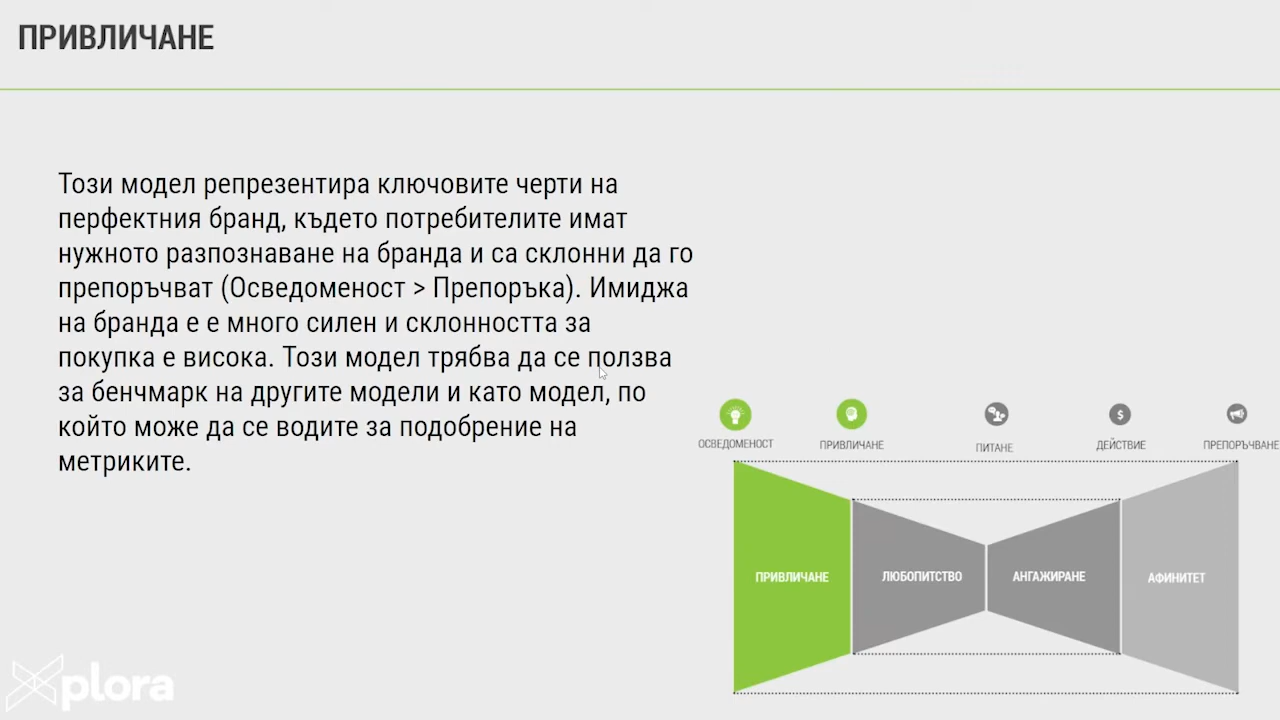 ПРИВЛИЧАНЕ
Този модел репрезентира ключовите черти на
перфектния бранд, където потребителите имат
нужното разпознаване на бранда и са склонни да го
препоръчват (Осведоменост > Препоръка). Имиджа
на бранда е е много силен и склонността за
покупка е висока. Този модел трябва да се ползва
за бенчмарк на другите модели и като модел, по
който може да се водите за подобрение на
метриките.
$
ОСВЕДОМЕНОСТ ПРИВЛИЧАНЕ ПИТАНЕ ДЕЙСТВИЕ ПРЕПОРЪЧВАНЕ
ПРИВЛИЧАНЕ ЛЮБОПИТСТВО АНГАЖИРАНЕ АФИНИТЕТ
Xplora